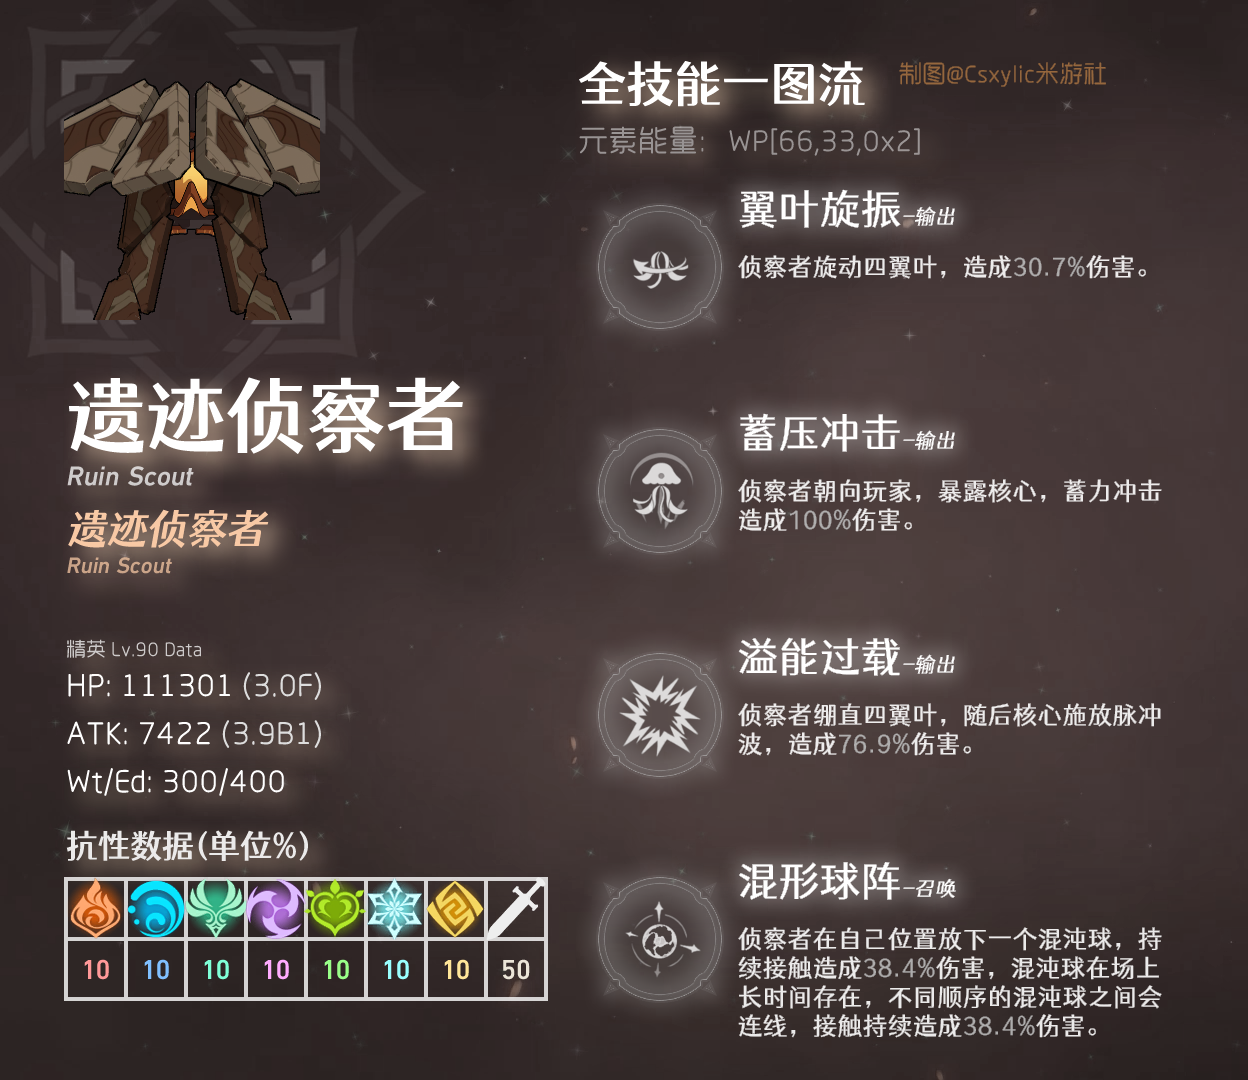 全技能一图流
制图@Csxylic米游社
元素能量: WP[66,33,0x2]
翼叶旋振-输出
侦察者旋动四翼叶，造成30.7%伤害。
蓄压冲击-输出
侦察者朝向玩家，暴露核心，蓄力冲击
造成100%伤害。
溢能过载-输出
侦察者绷直四翼叶，随后核心施放脉冲
波，造成76.9%伤害。
混形球阵-召唤
侦察者在自己位置放下一个混沌球，持
续接触造成38.4%伤害，混沌球在场上
长时间存在，不同顺序的混沌球之间会
连线，接触持续造成38.4%伤害。
遗迹侦察者
Ruin Scout
遗迹侦察者
Ruin Scout
精英 Lv.90 Data
HP: 111301 (3.0F)
ATK: 7422 (3.9B1)
Wt/Ed: 300/400
抗性数据(单位%)
10 10 10 10 10 10 10 50